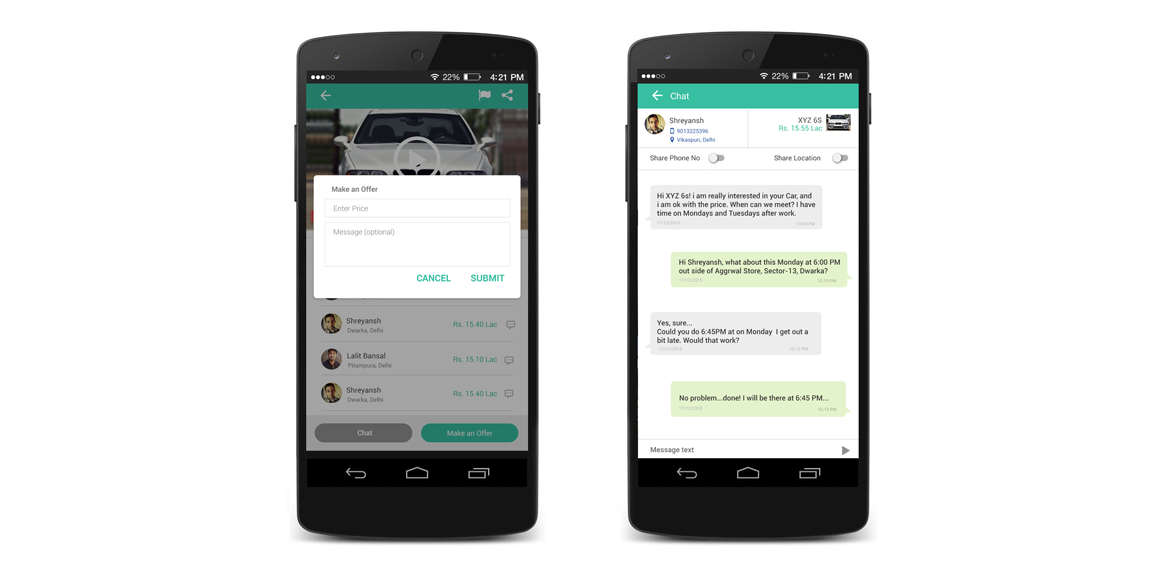 22% 4:21 PM
Make an Offer
Enter Price
Message (optional)
CANCEL SUBMIT
Shreyansh
Dwarka, Delhi
Rs. 15.40 Lac
Lalit Bansal
Pitampura, Delhi
Rs. 15.10 Lac
Shreyansh
Dwarka, Delhi
Rs. 15.40 Lac
Chat Make an Offer
22% 4:21 PM
Chat
Shreyansh
9013225396
Vikaspuri, Delhi
XYZ 6S
Rs. 15.55 Lac
Share Phone No Share Location
Hi XYZ 6s! i am really interested in your Car, and
i am ok with the price. When can we meet? I have
time on Mondays and Tuesdays after work.
Hi Shreyansh, what about this Monday at 6:00 PM
out side of Aggrwal Store, Sector-13, Dwarka?
Yes, sure...
Could you do 6:45PM at on Monday I get out a
bit late. Would that work?
No problem...done! I will be there at 6:45 PM...
Message text